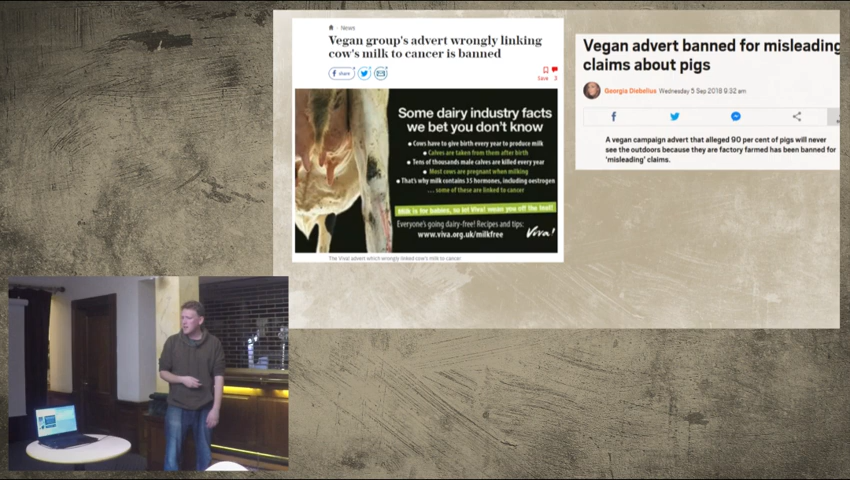 News
Vegan group's advert wrongly linking
cow's milk to cancer is banned
share
Save 3
Some dairy industry facts
we bet you don't know
• Cows have to give birth every year to produce milk
• Calves are taken from them after birth
• Tens of thousands male calves are killed every year
• Most cows are pregnant when milking
• That's why milk contains 35 hormones, including oestrogen
... some of these are linked to cancer
Milk is for babies, so let Viva! wean you off the teat!
Everyone's going dairy-free! Recipes and tips:
www.viva.org.uk/milkfree
Viva!
The Viva! advert which wrongly linked cow's milk to cancer
Vegan advert banned for misleading
claims about pigs
Georgia Diebelius Wednesday 5 Sep 2018 9:32 am
A vegan campaign advert that alleged 90 per cent of pigs will never
see the outdoors because they are factory farmed has been banned for
'misleading' claims.